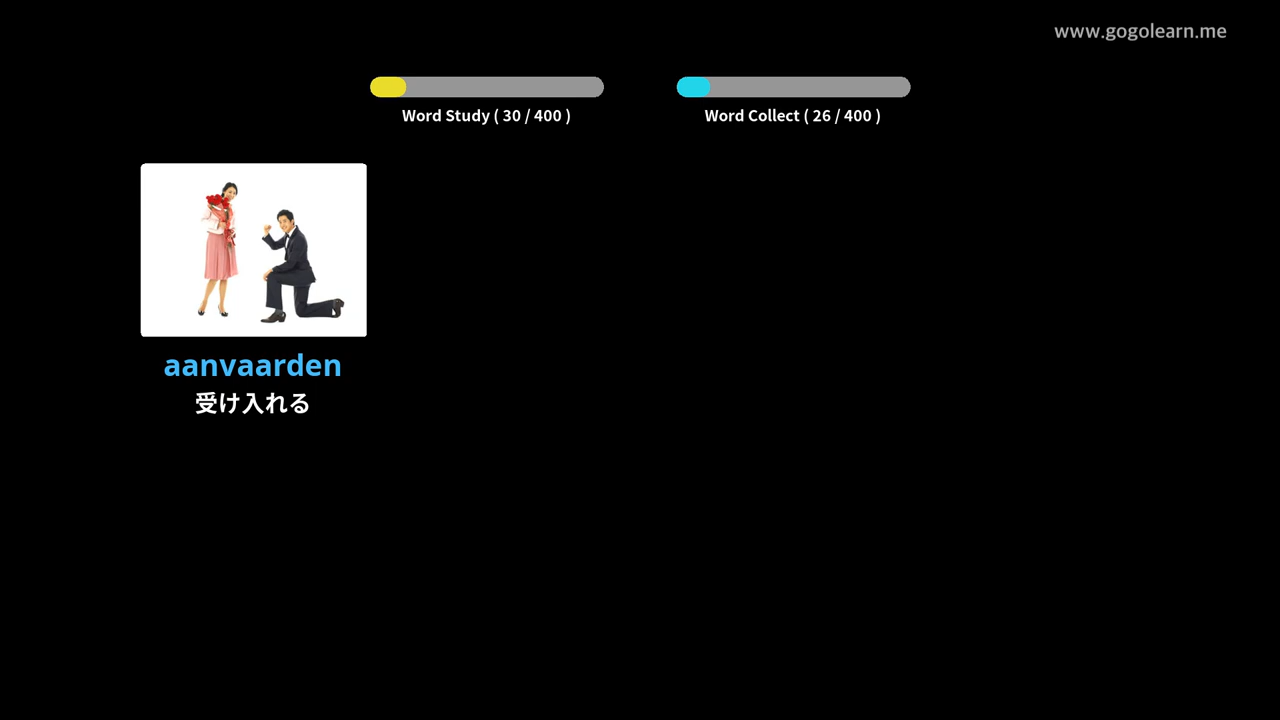 www.gogolearn.me
Word Study ( 30 / 400 )
Word Collect ( 26 / 400 )
aanvaarden
受け入れる